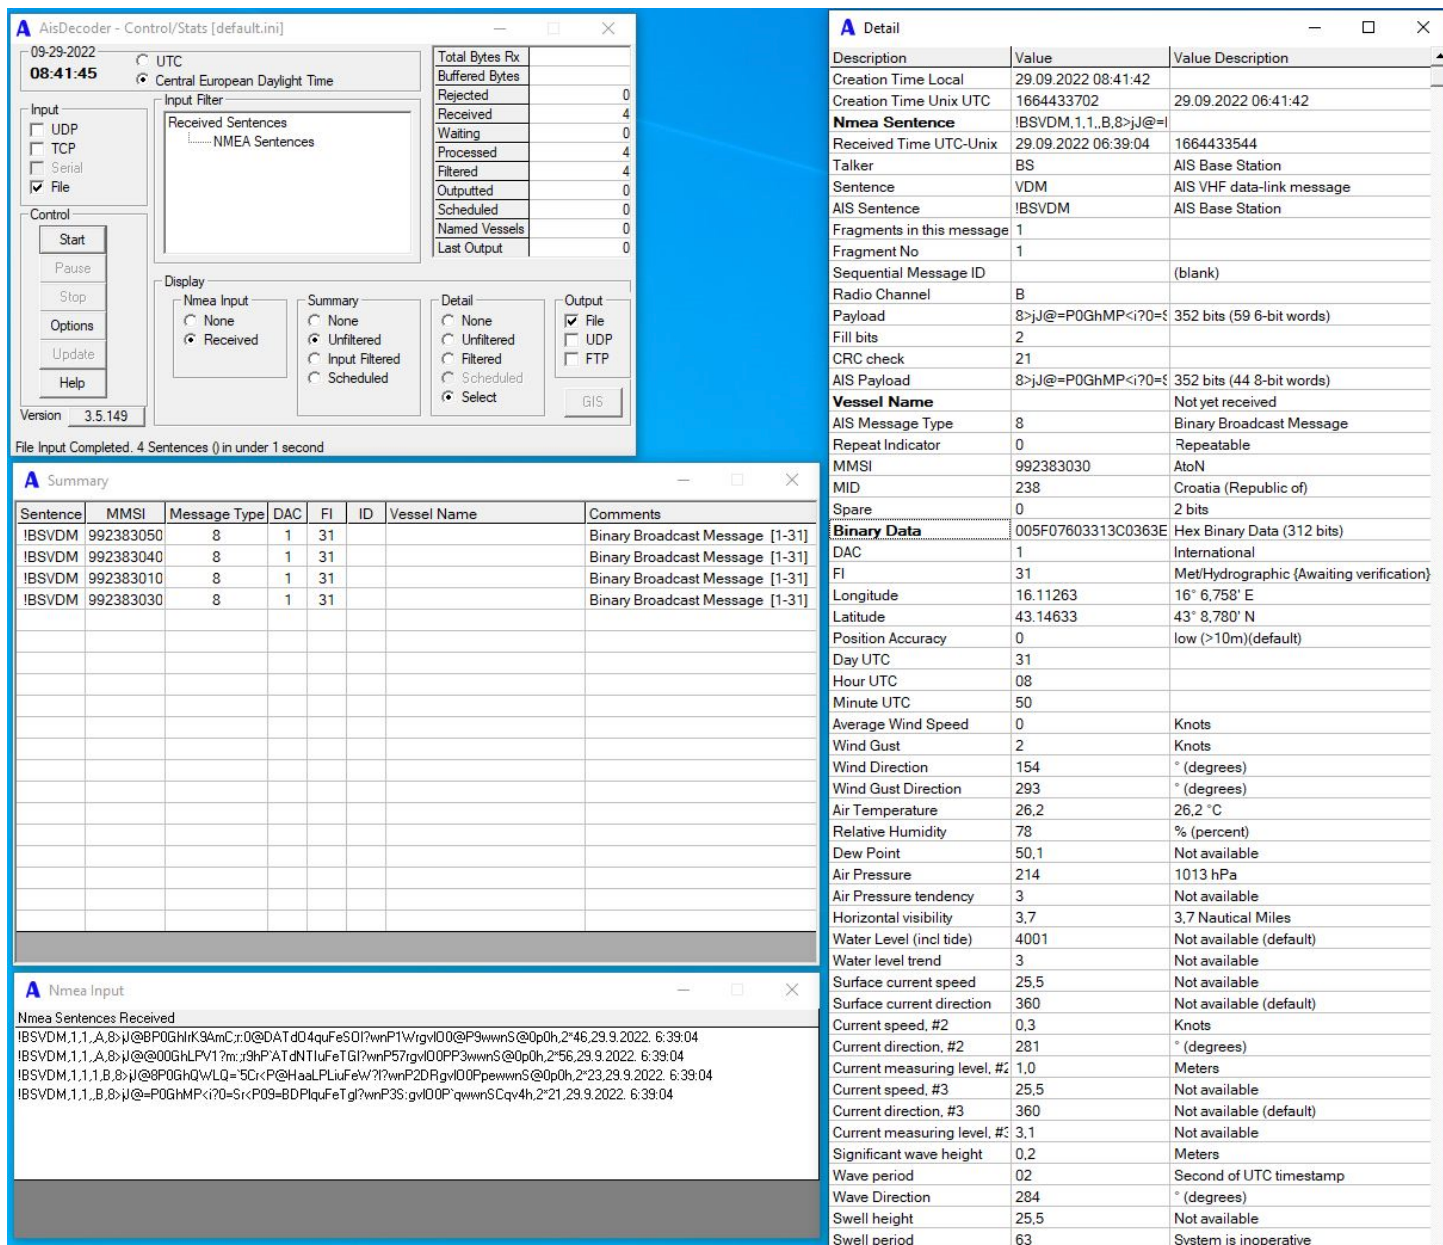 AisDecoder - Control/Stats [default.ini]
09-29-2022
08:41:45
UTC
Central European Daylight Time
Input
UDP
TCP
Serial
File
Input Filter
Received Sentences
NMEA Sentences
Total Bytes Rx
Buffered Bytes
Rejected 0
Received 4
Waiting 0
Processed 4
Filtered 4
Outputted 0
Scheduled 0
Named Vessels 0
Last Output 0
Control
Start
Pause
Stop
Options
Update
Help
Version 3.5.149
Display
Nmea Input
None
Received
Summary
None
Unfiltered
Input Filtered
Scheduled
Detail
None
Unfiltered
Filtered
Scheduled
Select
Output
File
UDP
FTP
GIS
File Input Completed. 4 Sentences () in under 1 second
Summary
Sentence MMSI Message Type DAC FI ID Vessel Name Comments
!BSVDM 992383050 8 1 31 Binary Broadcast Message [1-31]
!BSVDM 992383040 8 1 31 Binary Broadcast Message [1-31]
!BSVDM 992383010 8 1 31 Binary Broadcast Message [1-31]
!BSVDM 992383030 8 1 31 Binary Broadcast Message [1-31]
Nmea Input
Nmea Sentences Received
Detail
Description Value Value Description
Creation Time Local 29.09.2022 08:41:42
Creation Time Unix UTC 1664433702 29.09.2022 06:41:42
Nmea Sentence !BSVDM,1,1,,B,8>jJ@=
Received Time UTC-Unix 29.09.2022 06:39:04 1664433544
Talker BS AIS Base Station
Sentence VDM AIS VHF data-link message
AIS Sentence !BSVDM AIS Base Station
Fragments in this message 1
Fragment No 1
Sequential Message ID (blank)
Radio Channel B
Payload 8>jJ@=P0GhMP<i?0= 352 bits (59 6-bit words)
Fill bits 2
CRC check 21
AIS Payload 8>jJ@=P0GhMP<i?0= 352 bits (44 8-bit words)
Vessel Name Not yet received
AIS Message Type 8 Binary Broadcast Message
Repeat Indicator 0 Repeatable
MMSI 992383030 AtoN
MID 238 Croatia (Republic of)
Spare 0 2 bits
Binary Data 005F07603313C0363E Hex Binary Data (312 bits)
DAC 1 International
FI 31 Met/Hydrographic {Awaiting verification}
Longitude 16.11263 16° 6,758' E
Latitude 43.14633 43° 8,780' N
Position Accuracy 0 low (>10m)(default)
Day UTC 31
Hour UTC 08
Minute UTC 50
Average Wind Speed 0 Knots
Wind Gust 2 Knots
Wind Direction 154 ° (degrees)
Wind Gust Direction 293 ° (degrees)
Air Temperature 26,2 26,2 °C
Relative Humidity 78 % (percent)
Dew Point 50,1 Not available
Air Pressure 214 1013 hPa
Air Pressure tendency 3 Not available
Horizontal visibility 3,7 3,7 Nautical Miles
Water Level (incl tide) 4001 Not available (default)
Water level trend 3 Not available
Surface current speed 25,5 Not available
Surface current direction 360 Not available (default)
Current speed, #2 0,3 Knots
Current direction, #2 281 ° (degrees)
Current measuring level, #2 1,0 Meters
Current speed, #3 25,5 Not available
Current direction, #3 360 Not available (default)
Current measuring level, #3 3,1 Not available
Significant wave height 0,2 Meters
Wave period 02 Second of UTC timestamp
Wave Direction 284 ° (degrees)
Swell height 25,5 Not available
Swell period 63 System is inoperative